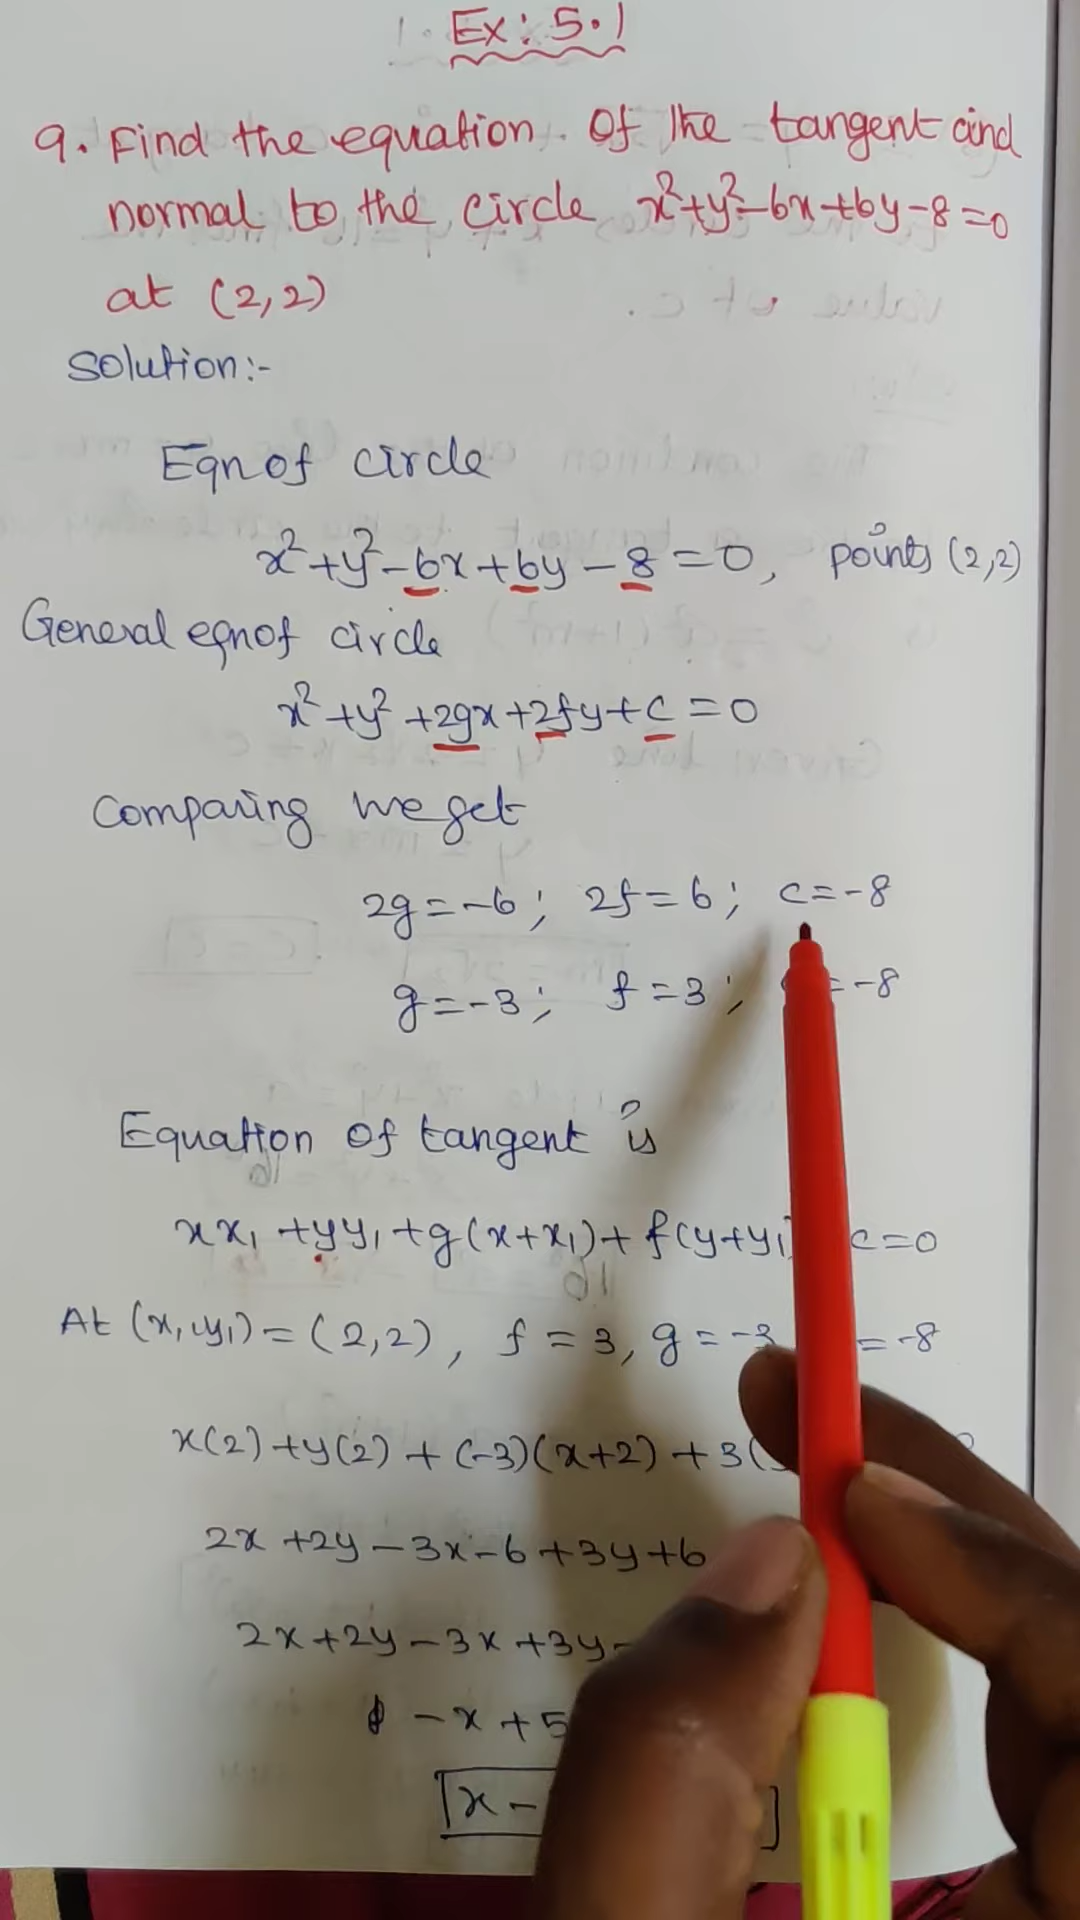 Ex: 5.1
9. Find the equation of the tangent and
normal to the circle x²+y²-6x+6y-8=0
at (2,2)
Solution:-
Eqn of circle
x²+y²-6x+6y-8=0, points (2,2)
General eqn of circle
x²+y²+2gx+2fy+c=0
Comparing we get
2g=-6; 2f=6; c=-8
g=-3; f=3; =-8
Equation of tangent is
xx₁+yy₁+g(x+x₁)+f(y+y₁ c=0
At (x₁,y₁)=(2,2), f=3, g=-3 =-8
x(2)+y(2)+(-3)(x+2)+3(
2x+2y-3x-6+3y+6
2x+2y-3x+3y-
-x+5
x-